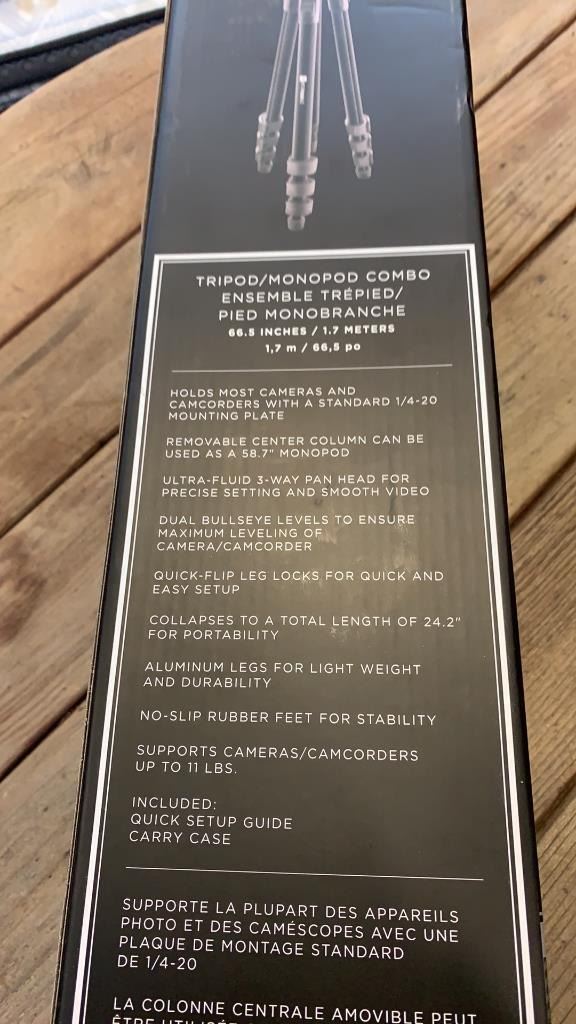 TRIPOD/MONOPOD COMBO
ENSEMBLE TRÉPIED/
PIED MONOBRANCHE
66.5 INCHES / 1.7 METERS
1,7 m / 66,5 po
HOLDS MOST CAMERAS AND
CAMCORDERS WITH A STANDARD 1/4-20
MOUNTING PLATE
REMOVABLE CENTER COLUMN CAN BE
USED AS A 58.7" MONOPOD
ULTRA-FLUID 3-WAY PAN HEAD FOR
PRECISE SETTING AND SMOOTH VIDEO
DUAL BULLSEYE LEVELS TO ENSURE
MAXIMUM LEVELING OF
CAMERA/CAMCORDER
QUICK-FLIP LEG LOCKS FOR QUICK AND
EASY SETUP
COLLAPSES TO A TOTAL LENGTH OF 24.2"
FOR PORTABILITY
ALUMINUM LEGS FOR LIGHT WEIGHT
AND DURABILITY
NO-SLIP RUBBER FEET FOR STABILITY
SUPPORTS CAMERAS/CAMCORDERS
UP TO 11 LBS.
INCLUDED:
QUICK SETUP GUIDE
CARRY CASE
SUPPORTE LA PLUPART DES APPAREILS
PHOTO ET DES CAMÉSCOPES AVEC UNE
PLAQUE DE MONTAGE STANDARD
DE 1/4-20
LA COLONNE CENTRALE AMOVIBLE PEUT